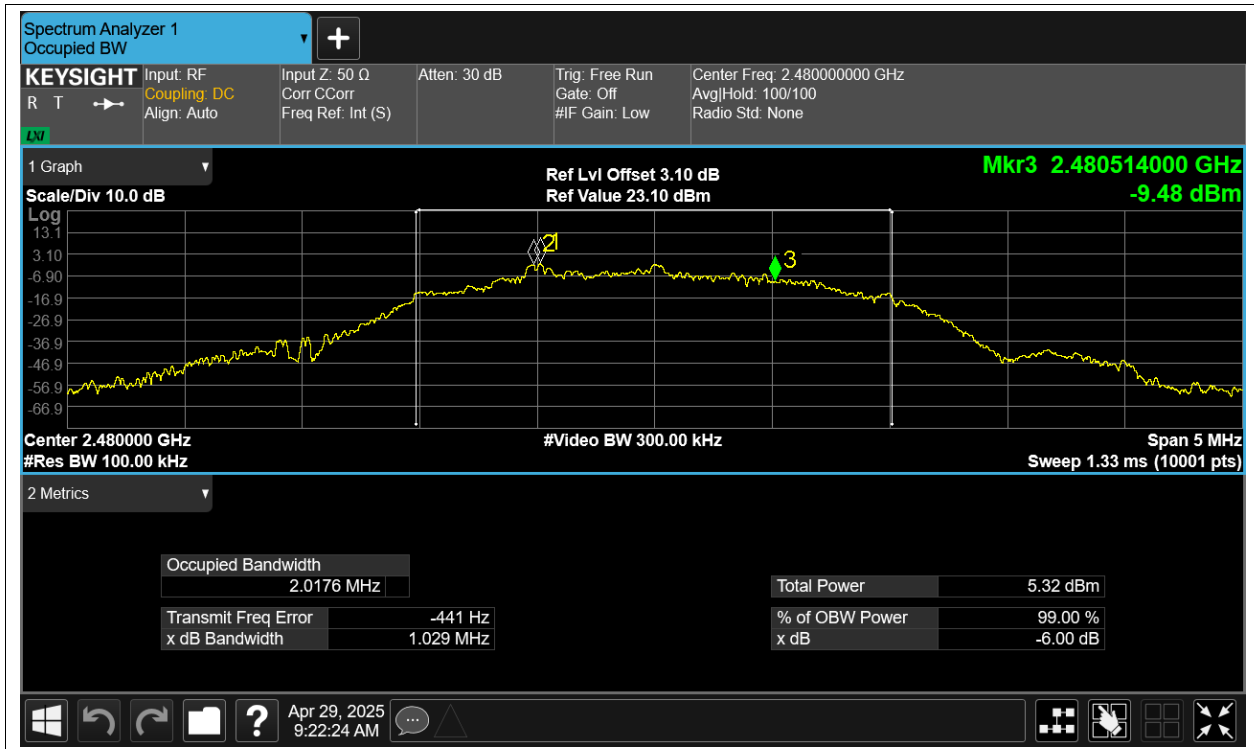 Spectrum Analyzer 1
Occupied BW
KEYSIGHT
R T
LXI
Input: RF
Coupling: DC
Align: Auto
Input Z: 50 Ω
Corr CCorr
Freq Ref: Int (S)
Atten: 30 dB
Trig: Free Run
Gate: Off
#IF Gain: Low
Center Freq: 2.480000000 GHz
Avg|Hold: 100/100
Radio Std: None
1 Graph
Scale/Div 10.0 dB
Ref Lvl Offset 3.10 dB
Ref Value 23.10 dBm
Mkr3 2.480514000 GHz
-9.48 dBm
Log
13.1
3.10
-6.90
-16.9
-26.9
-36.9
-46.9
-56.9
-66.9
21
3
Center 2.480000 GHz
#Res BW 100.00 kHz
#Video BW 300.00 kHz
Span 5 MHz
Sweep 1.33 ms (10001 pts)
2 Metrics
Occupied Bandwidth
2.0176 MHz
Transmit Freq Error -441 Hz
x dB Bandwidth 1.029 MHz
Total Power 5.32 dBm
% of OBW Power 99.00 %
x dB -6.00 dB
?
Apr 29, 2025
9:22:24 AM